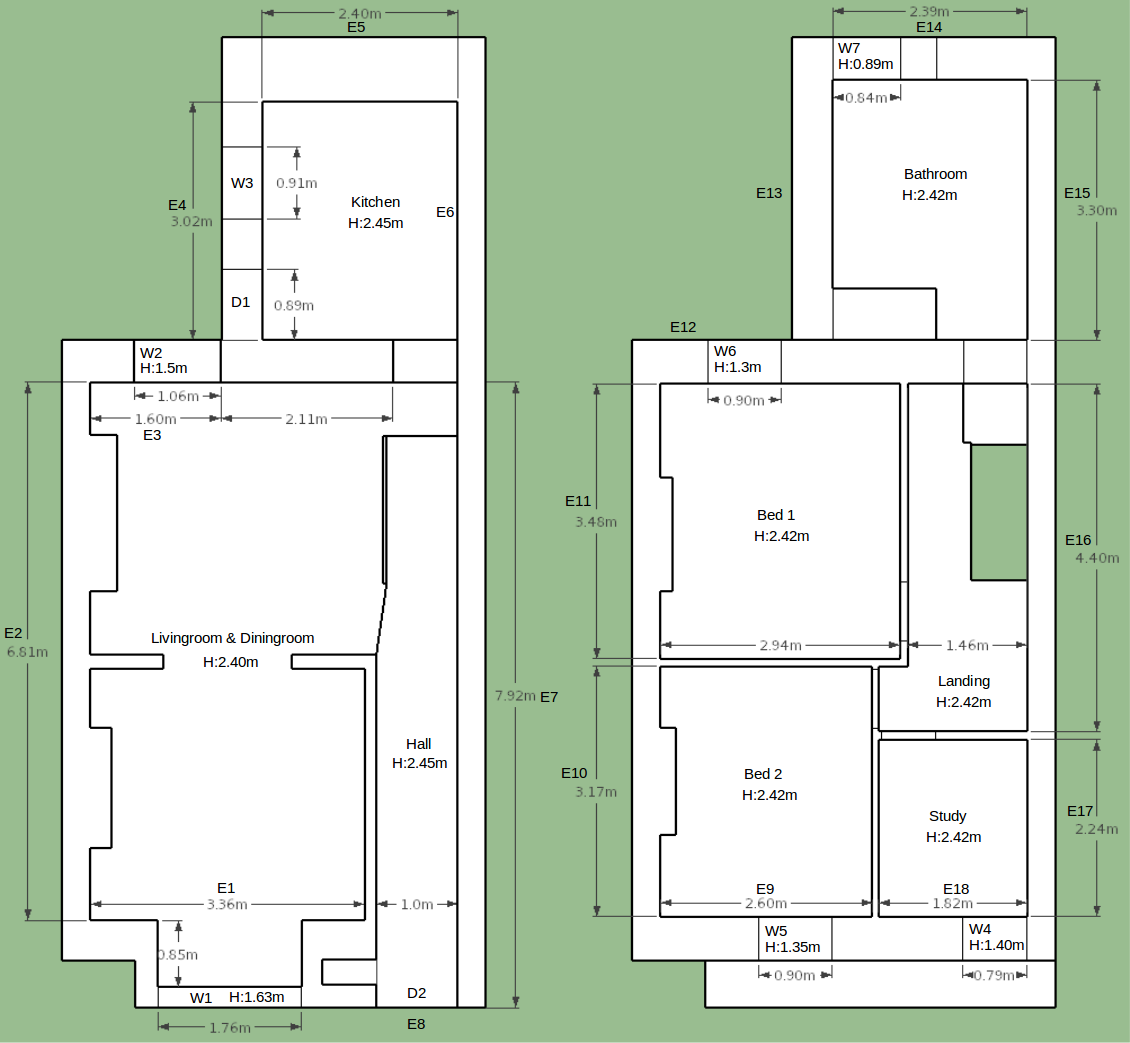 2.40m
E5
W3
0.91m
Kitchen
H:2.45m
E6
E4
3.02m
D1
0.89m
W2
H:1.5m
1.06m
1.60m
2.11m
E3
Livingroom & Diningroom
H:2.40m
E2
6.81m
7.92m E7
Hall
H:2.45m
E1
3.36m
1.0m
0.85m
W1 H:1.63m
D2
E8
1.76m
2.39m
E14
W7
H:0.89m
0.84m
Bathroom
H:2.42m
E13
E15
3.30m
E12
W6
H:1.3m
0.90m
E11
3.48m
Bed 1
H:2.42m
E16
4.40m
2.94m
1.46m
Landing
H:2.42m
E10
3.17m
Bed 2
H:2.42m
Study
H:2.42m
E17
2.24m
E9
2.60m
E18
1.82m
W5
H:1.35m
W4
H:1.40m
0.90m
0.79m